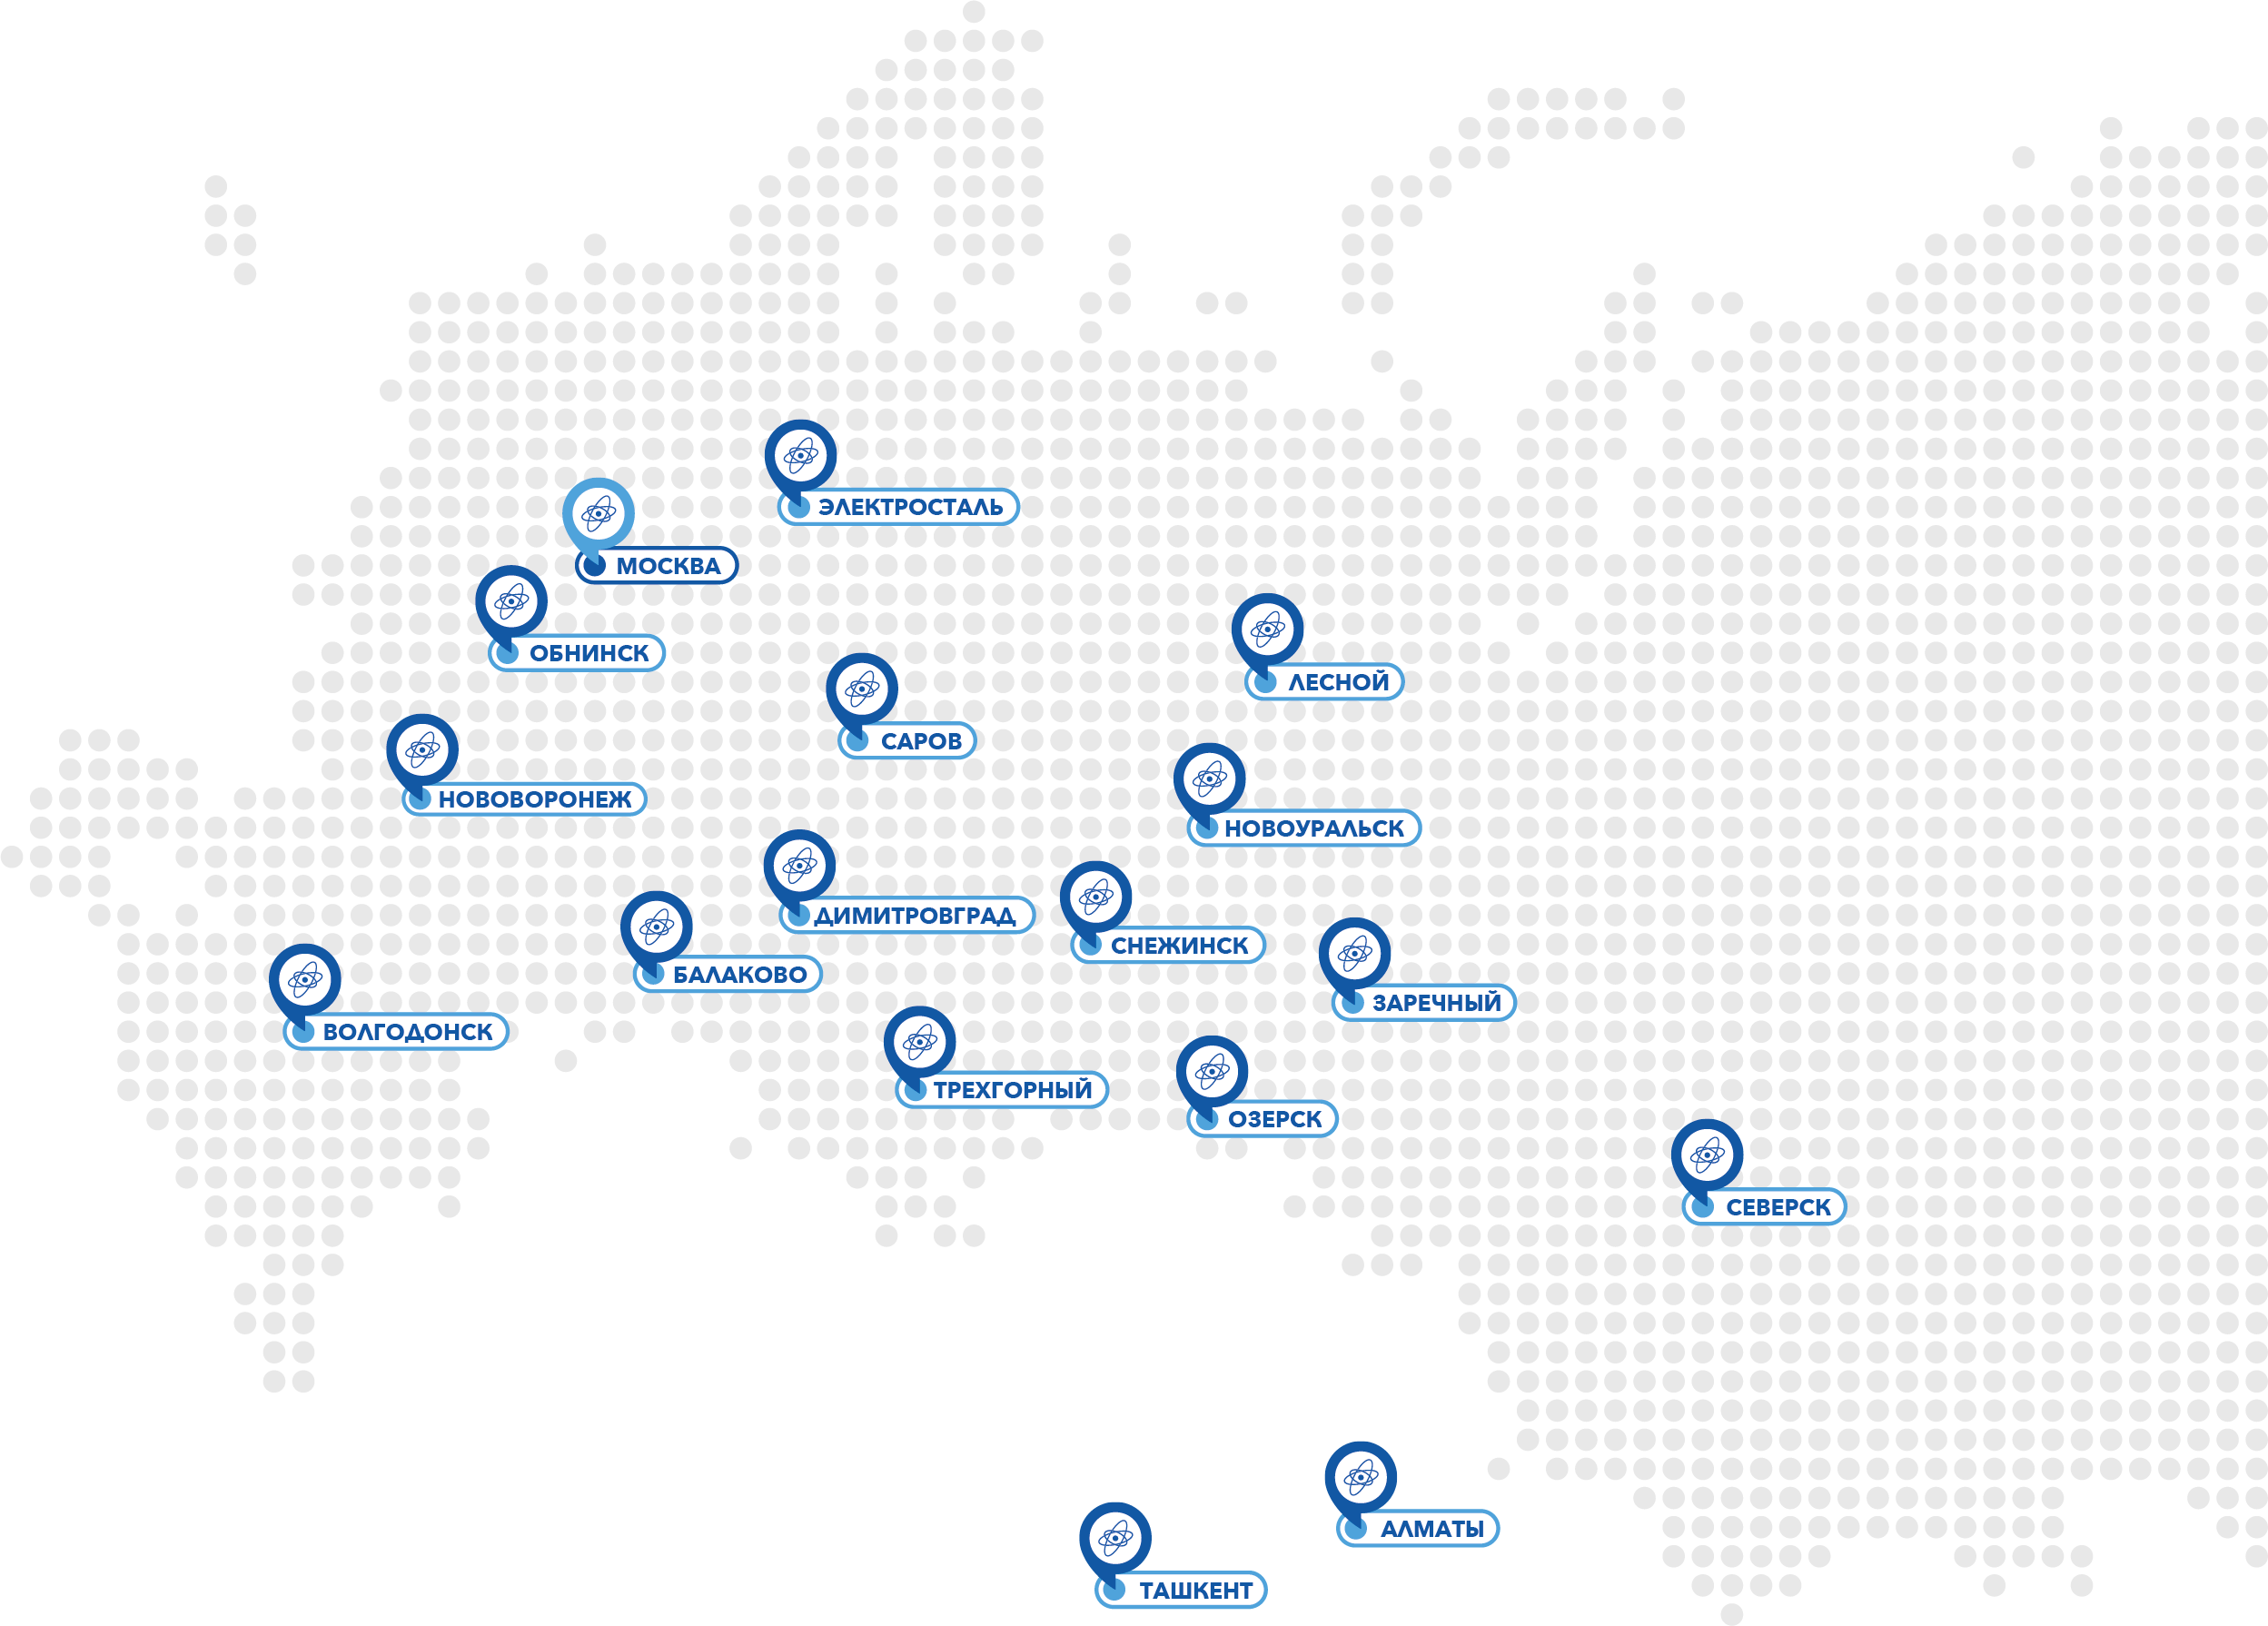 ЭЛЕКТРОСТАЛЬ
МОСКВА
ОБНИНСК
ЛЕСНОЙ
САРОВ
НОВОВОРОНЕЖ
НОВОУРАЛЬСК
ДИМИТРОВГРАД
СНЕЖИНСК
БАЛАКОВО
ЗАРЕЧНЫЙ
ВОЛГОДОНСК
ТРЕХГОРНЫЙ
ОЗЕРСК
СЕВЕРСК
АЛМАТЫ
ТАШКЕНТ